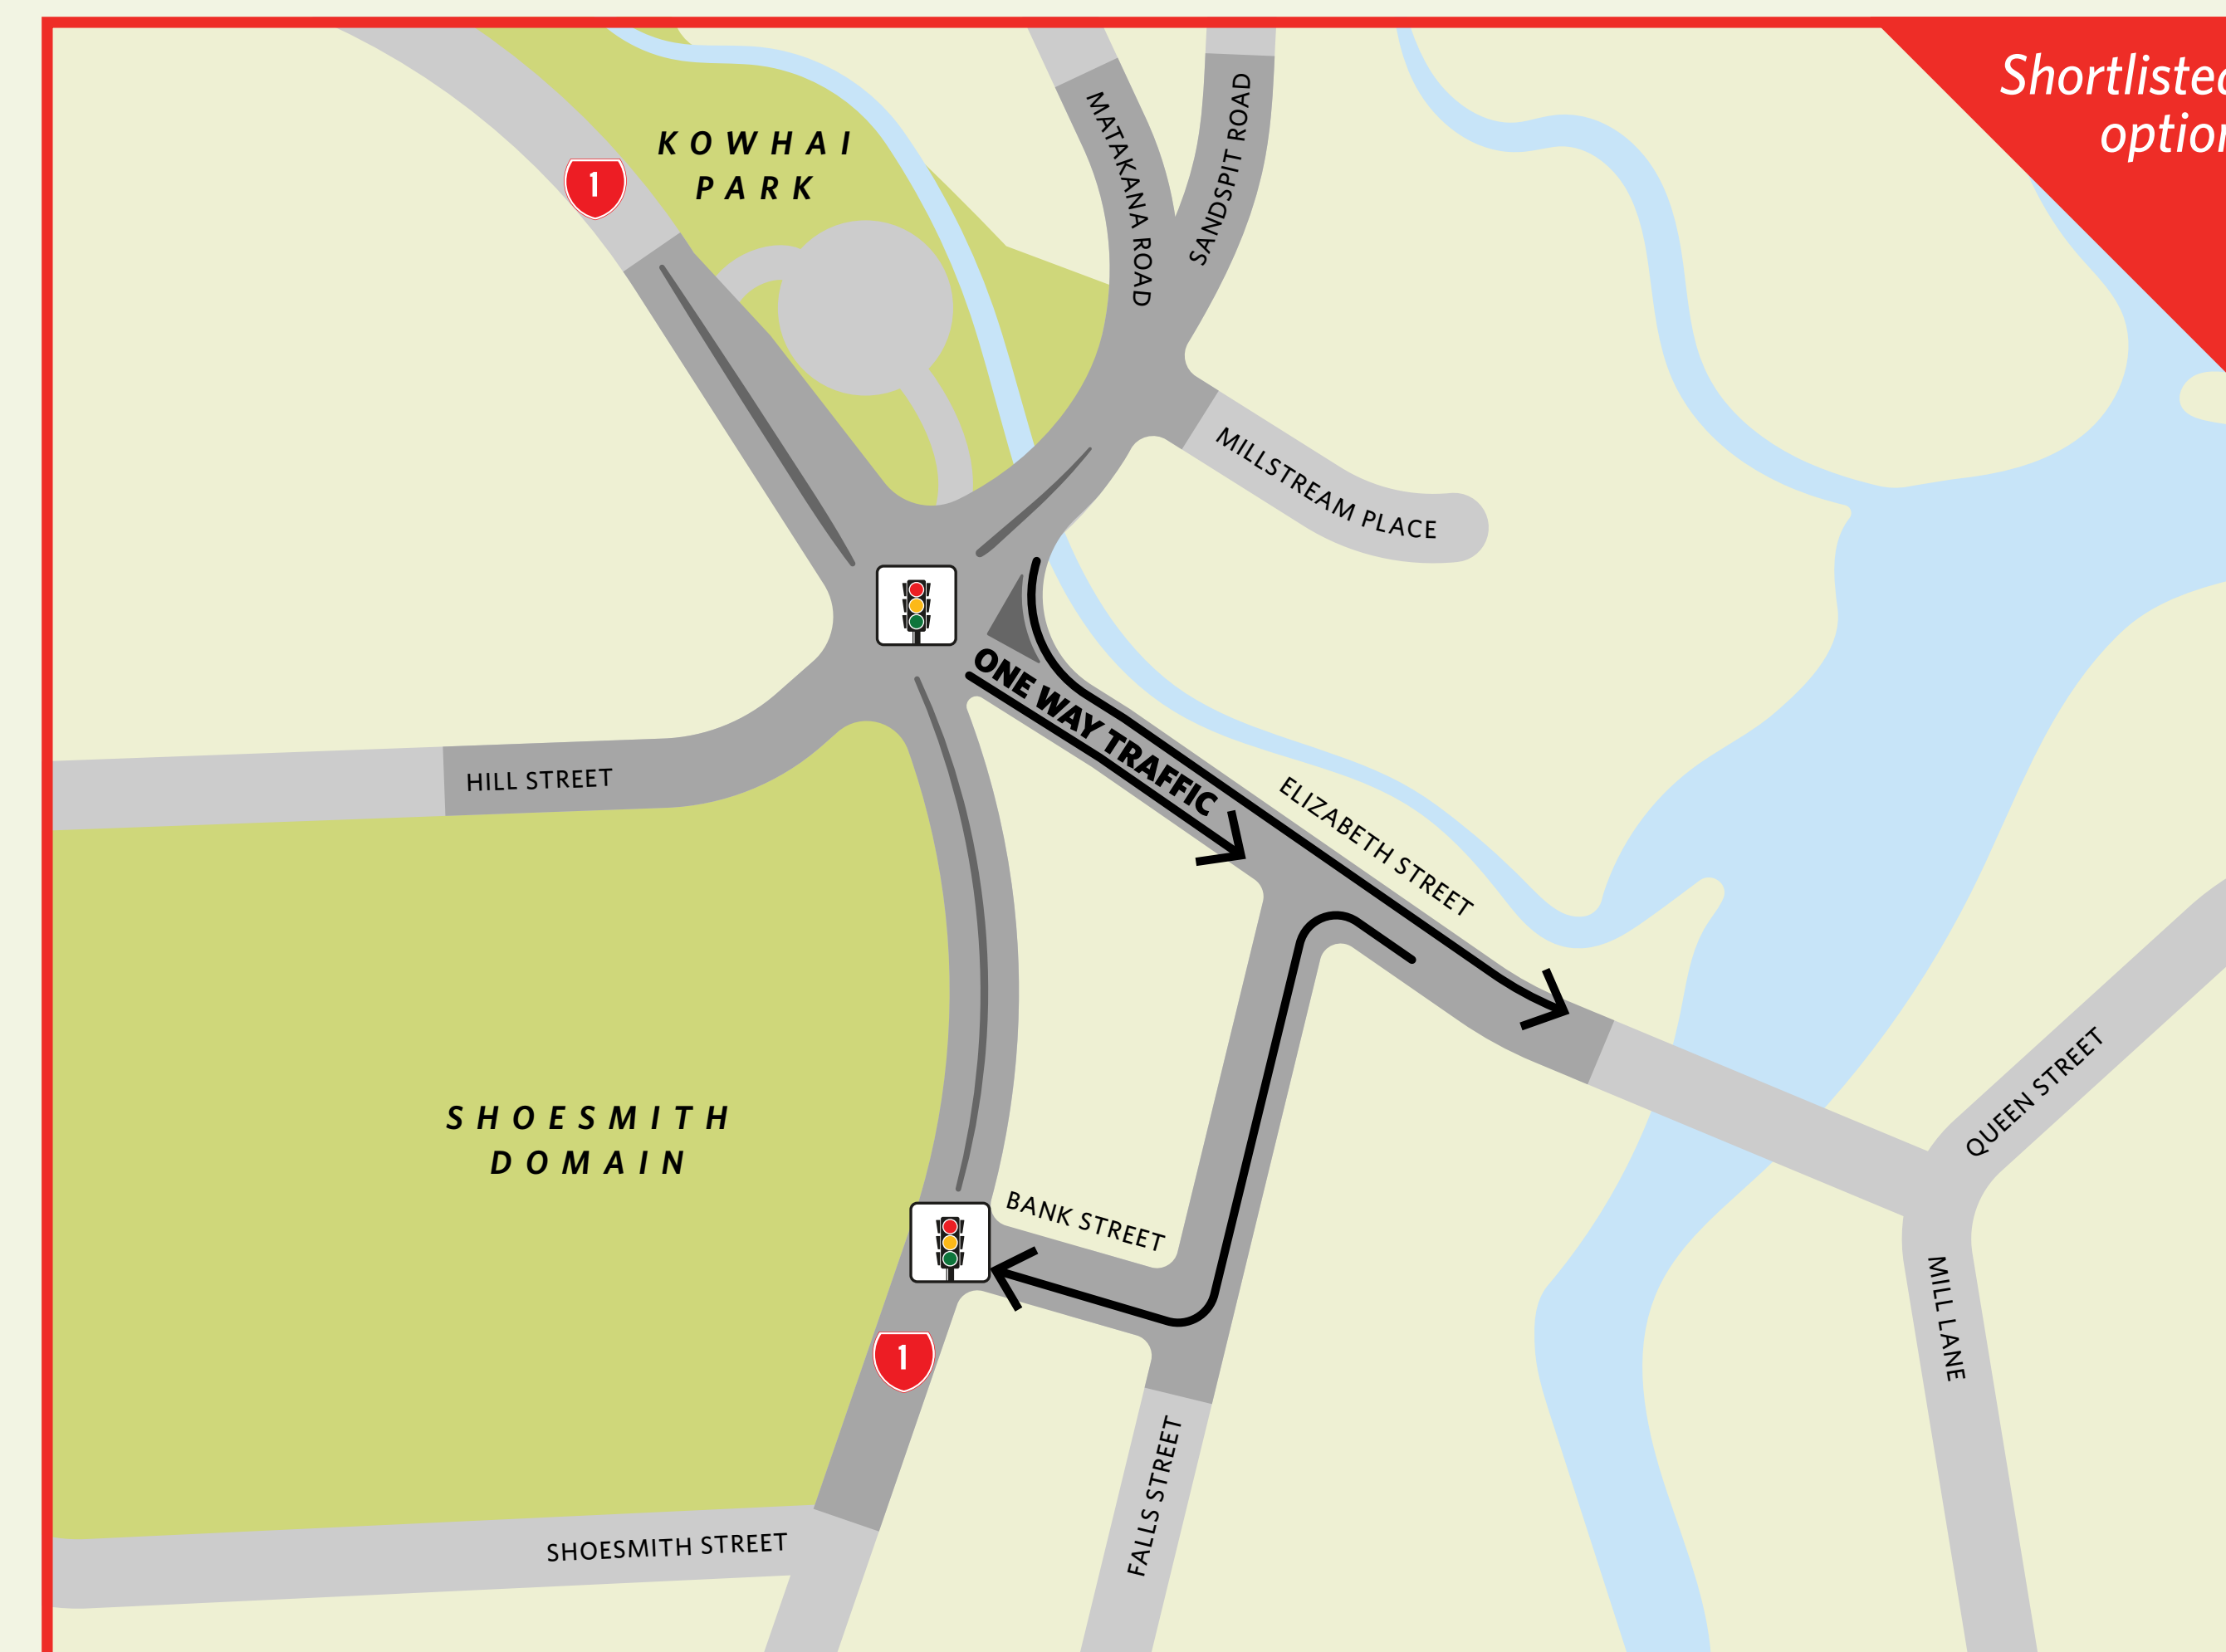 Shortlisted
option
KOWHAI
PARK
1
MATAKANA ROAD
SANDSPIT ROAD
MILLSTREAM PLACE
ONE WAY TRAFFIC
HILL STREET
ELIZABETH STREET
SHOESMITH
DOMAIN
BANK STREET
QUEEN STREET
MILL LANE
1
FALLS STREET
SHOESMITH STREET